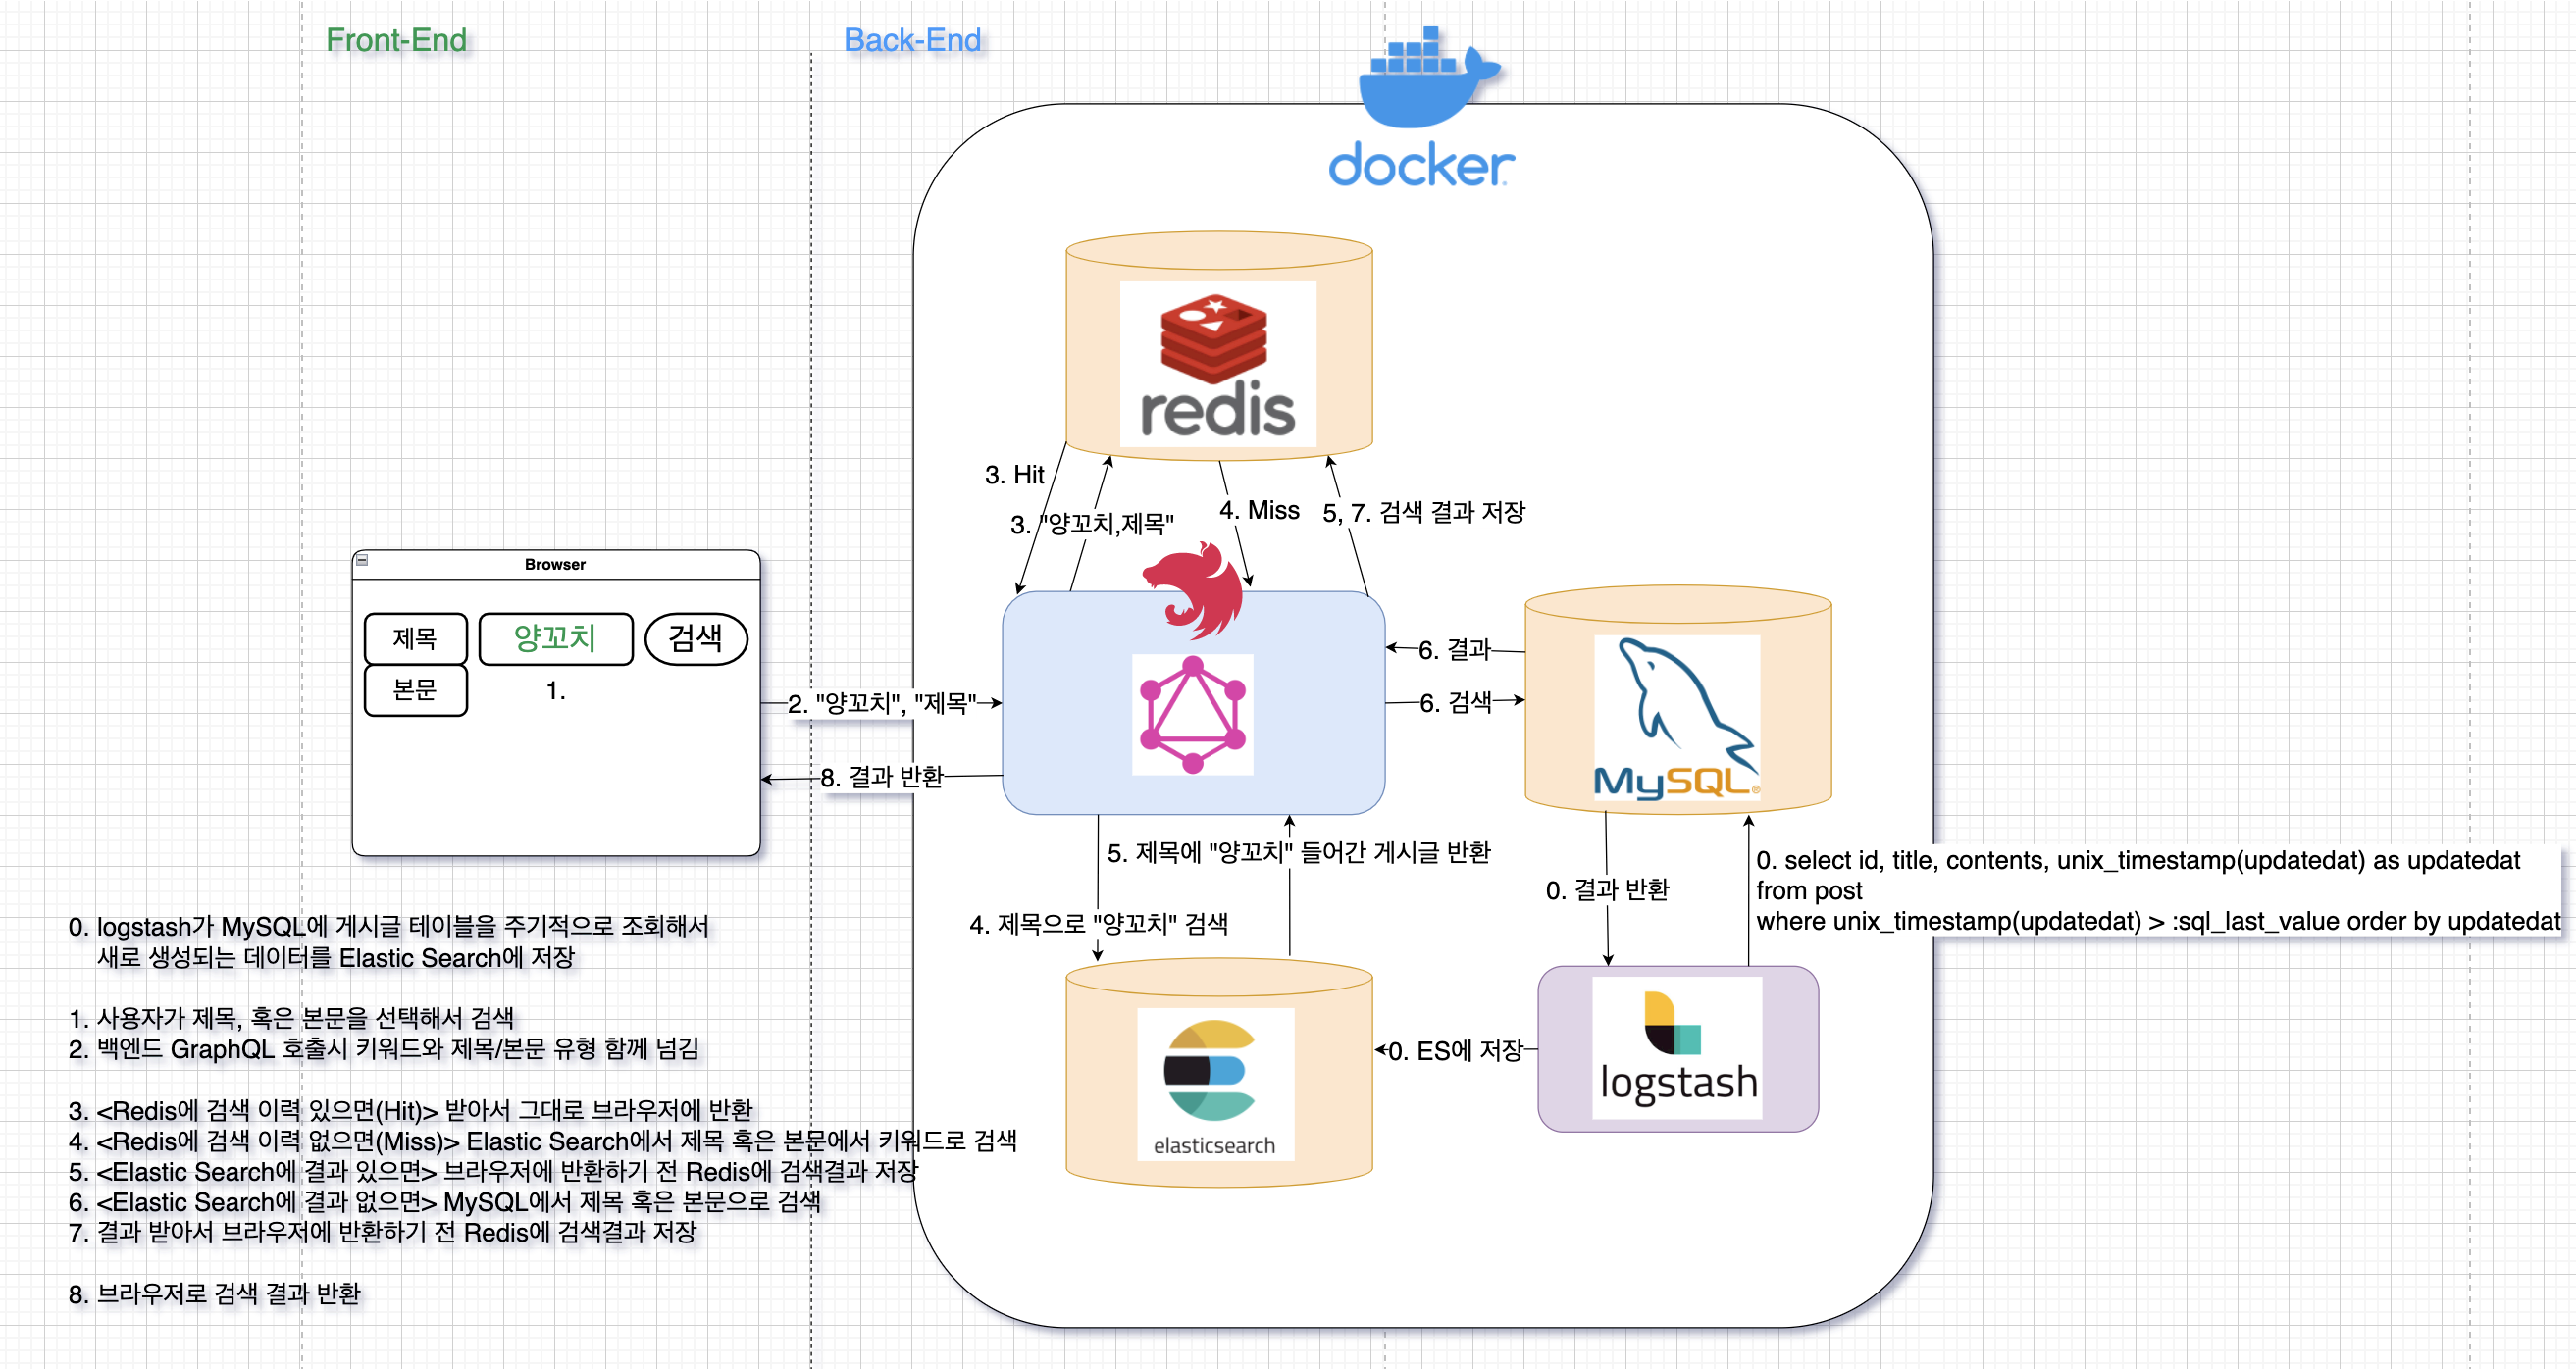 Front-End
Back-End
docker
redis
3. Hit
3. "양꼬치,제목"
4. Miss
5, 7. 검색 결과 저장
Browser
제목
양꼬치
검색
본문
1.
2. "양꼬치", "제목"
8. 결과 반환
6. 결과
6. 검색
MySQL®
5. 제목에 "양꼬치" 들어간 게시글 반환
4. 제목으로 "양꼬치" 검색
0. 결과 반환
0. select id, title, contents, unix_timestamp(updatedat) as updatedat
from post
where unix_timestamp(updatedat) > :sql_last_value order by updatedat
elasticsearch
0. ES에 저장
logstash
0. logstash가 MySQL에 게시글 테이블을 주기적으로 조회해서
새로 생성되는 데이터를 Elastic Search에 저장
1. 사용자가 제목, 혹은 본문을 선택해서 검색
2. 백엔드 GraphQL 호출시 키워드와 제목/본문 유형 함께 넘김
3. <Redis에 검색 이력 있으면(Hit)> 받아서 그대로 브라우저에 반환
4. <Redis에 검색 이력 없으면(Miss)> Elastic Search에서 제목 혹은 본문에서 키워드로 검색
5. <Elastic Search에 결과 있으면> 브라우저에 반환하기 전 Redis에 검색결과 저장
6. <Elastic Search에 결과 없으면> MySQL에서 제목 혹은 본문으로 검색
7. 결과 받아서 브라우저에 반환하기 전 Redis에 검색결과 저장
8. 브라우저로 검색 결과 반환